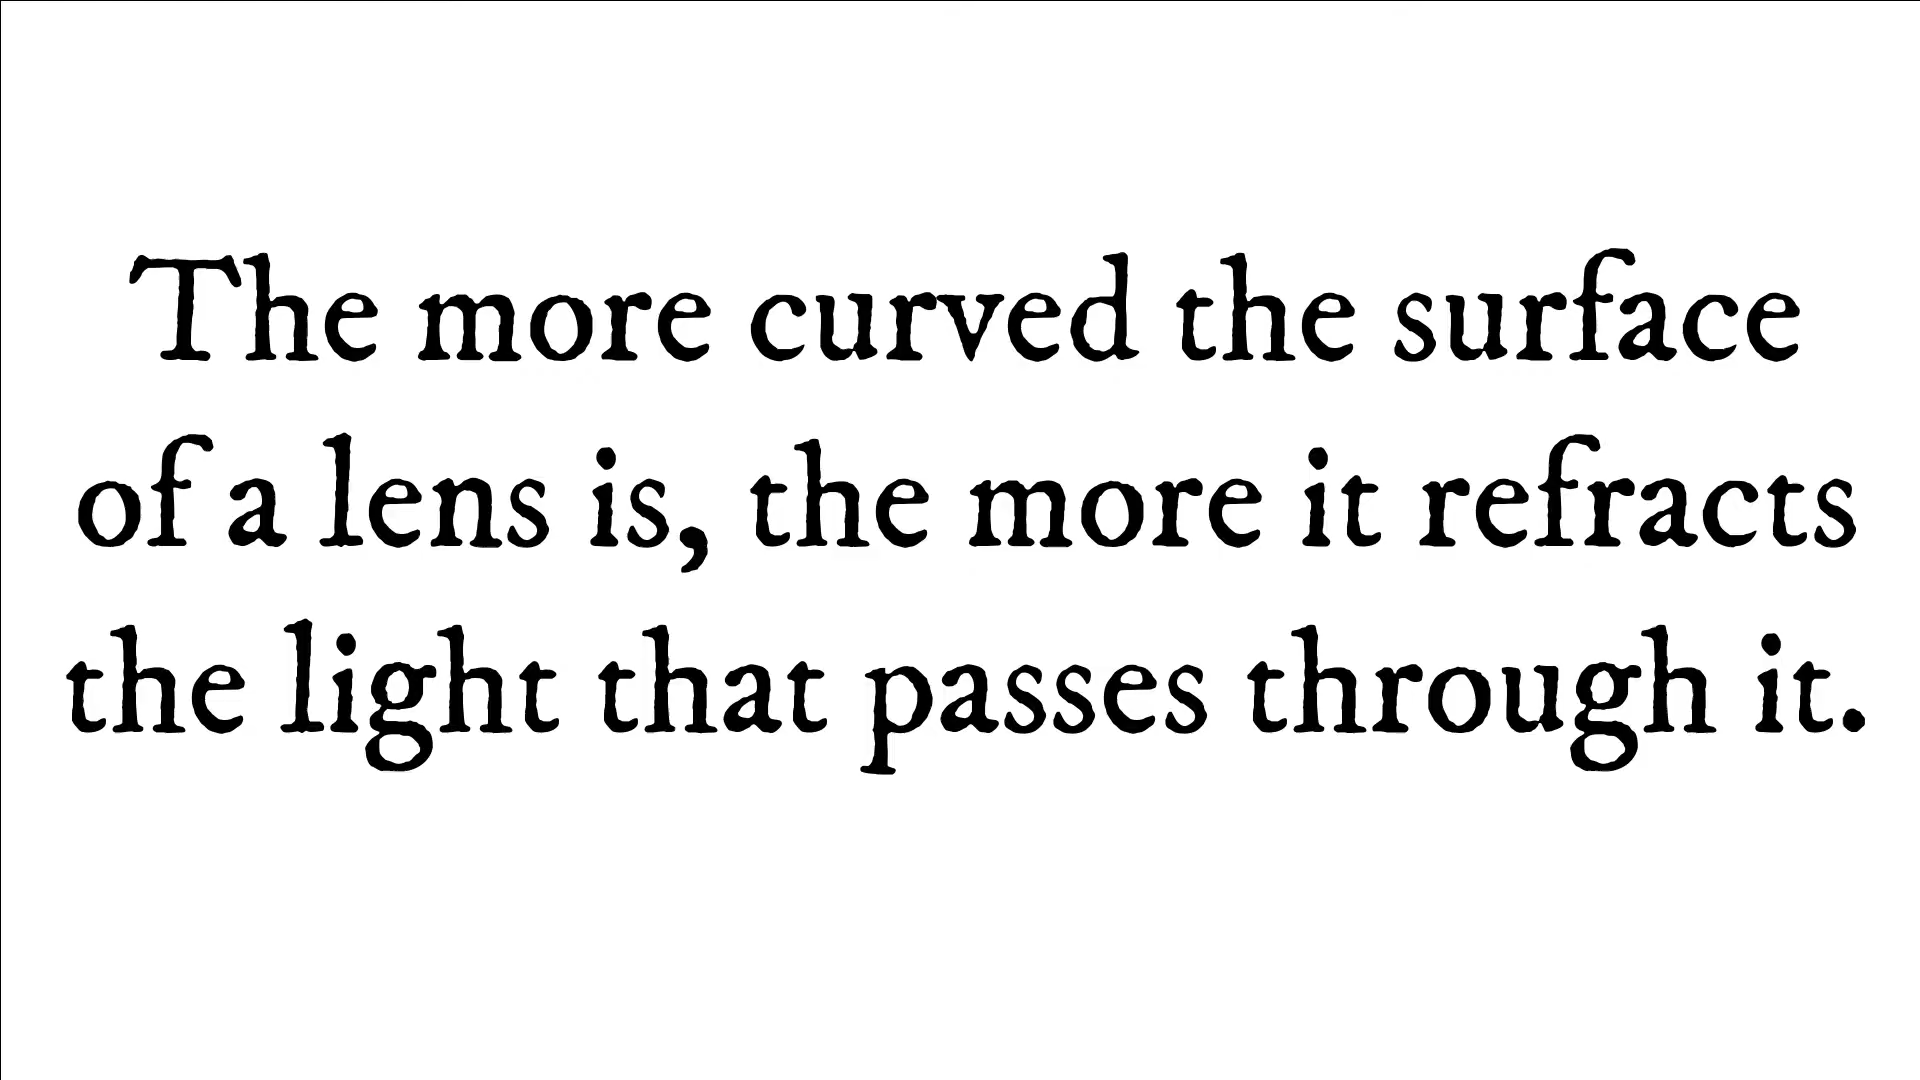 The more curved the surface
of a lens is, the more it refracts
the light that passes through it.